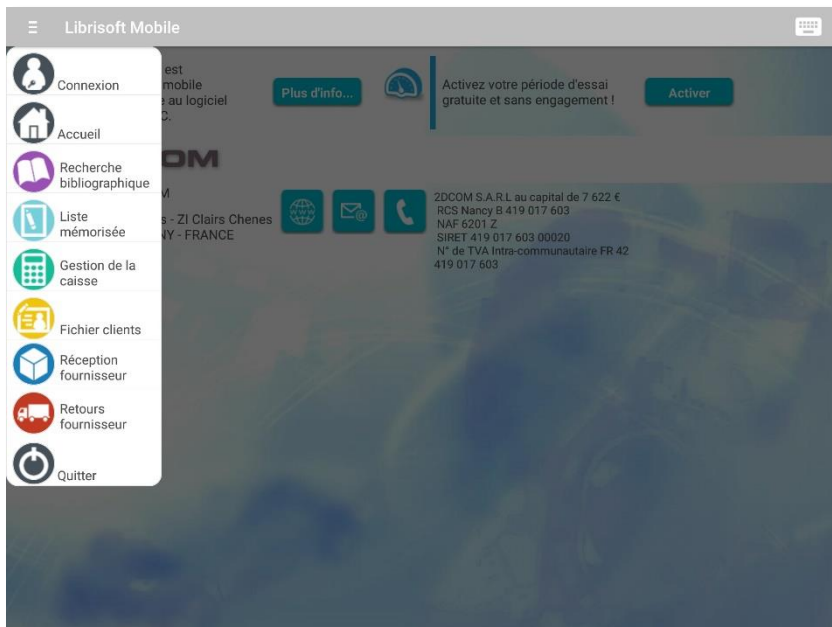 Librisoft Mobile
Connexion
Accueil
Recherche
bibliographique
Liste
mémorisée
Gestion de la
caisse
Fichier clients
Réception
fournisseur
Retours
fournisseur
Quitter
est
mobile
au logiciel
C.
Plus d'info...
Activez votre période d'essai
gratuite et sans engagement !
Activer
OM
M
s - ZI Clairs Chenes
NY - FRANCE
www
@
2DCOM S.A.R.L au capital de 7 622 €
RCS Nancy B 419 017 603
NAF 6201 Z
SIRET 419 017 603 00020
N° de TVA Intra-communautaire FR 42
419 017 603